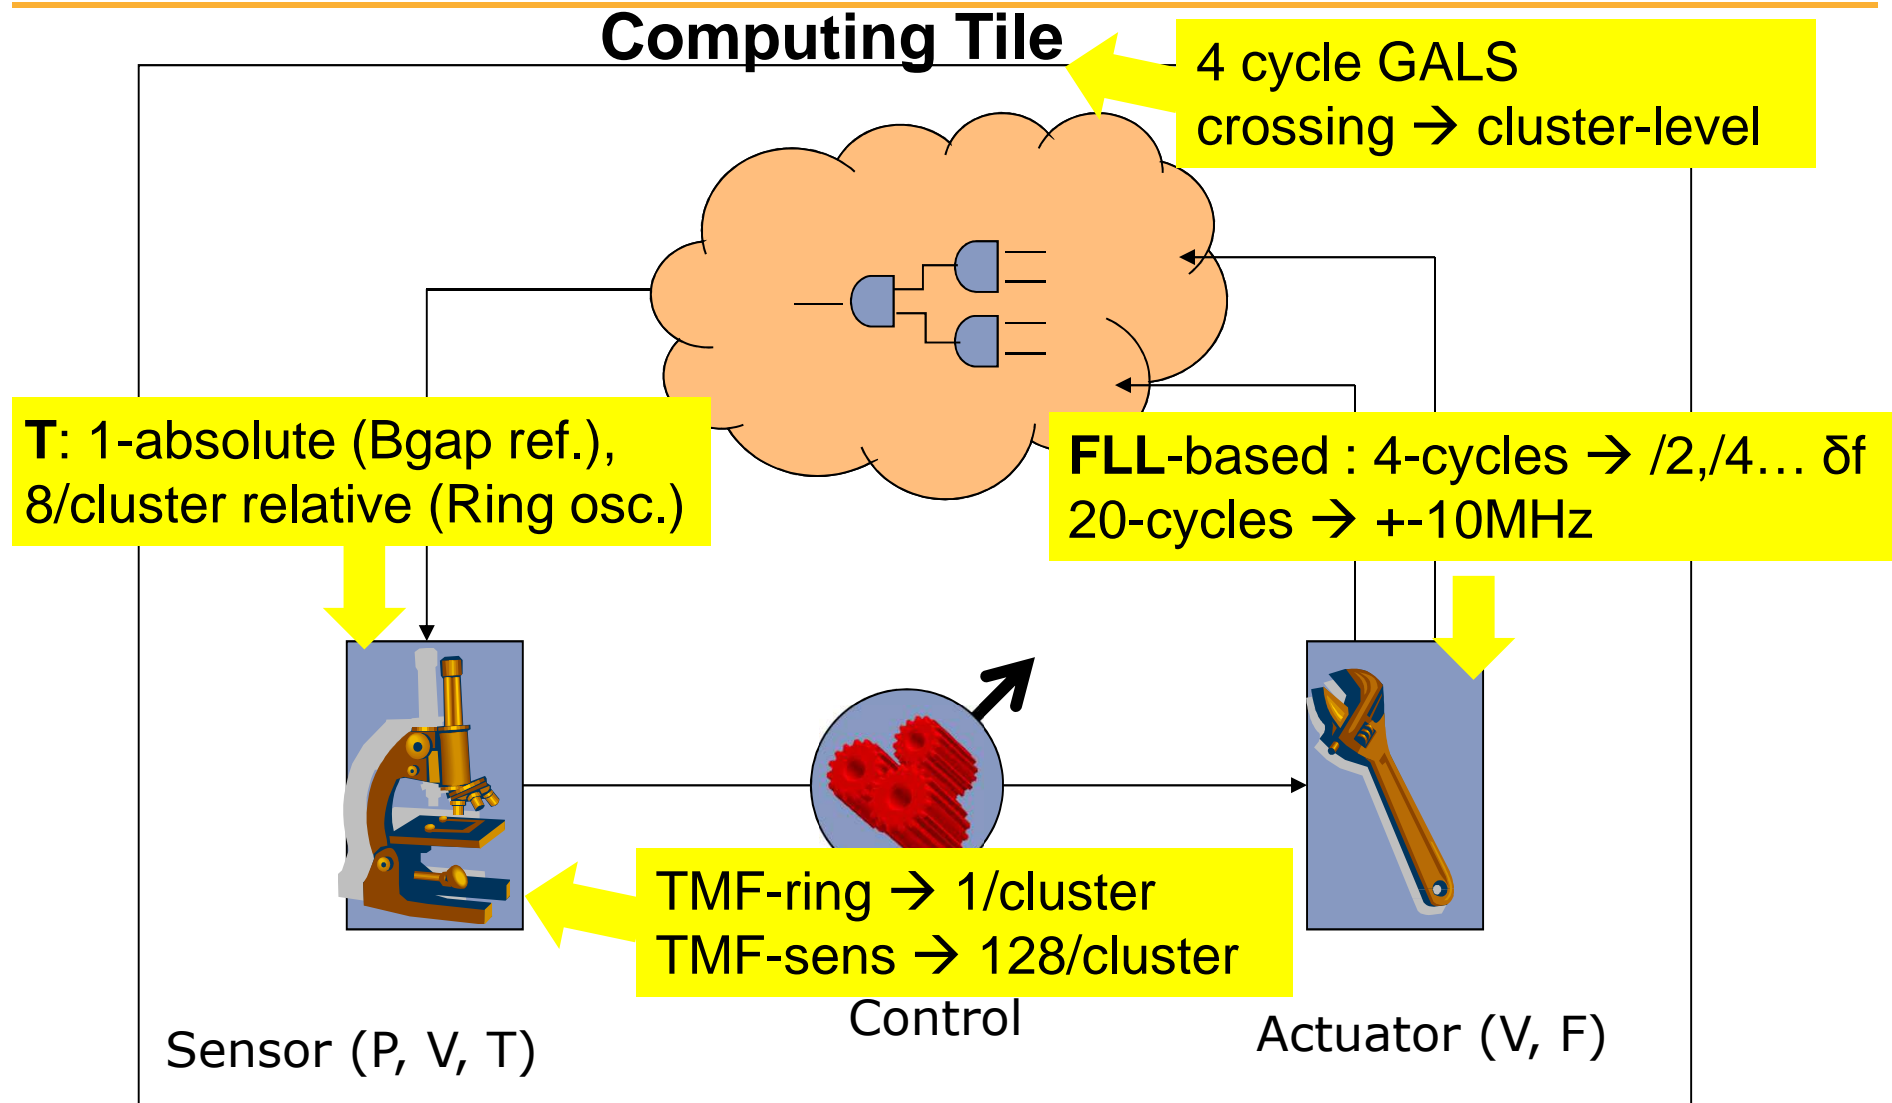 Computing Tile
4 cycle GALS
crossing → cluster-level
T: 1-absolute (Bgap ref.),
8/cluster relative (Ring osc.)
FLL-based : 4-cycles → /2,/4… δf
20-cycles → +-10MHz
TMF-ring → 1/cluster
TMF-sens → 128/cluster
Control
Sensor (P, V, T)
Actuator (V, F)